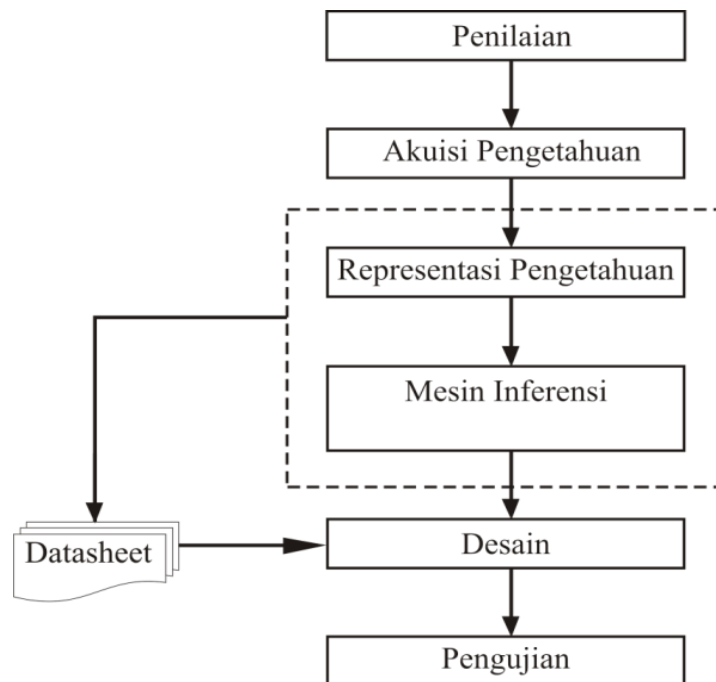 Penilaian
Akuisi Pengetahuan
Representasi Pengetahuan
Mesin Inferensi
Datasheet
Desain
Pengujian